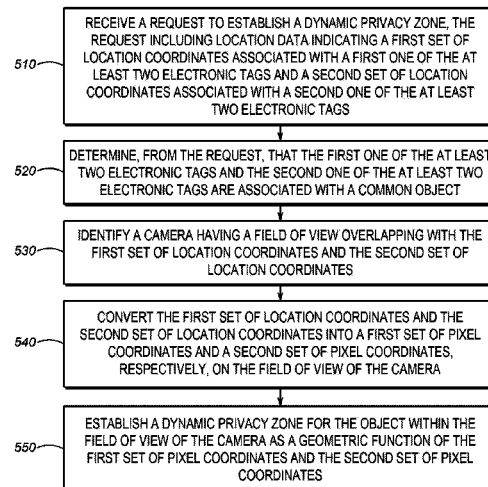 510
RECEIVE A REQUEST TO ESTABLISH A DYNAMIC PRIVACY ZONE, THE
REQUEST INCLUDING LOCATION DATA INDICATING A FIRST SET OF
LOCATION COORDINATES ASSOCIATED WITH A FIRST ONE OF THE AT
LEAST TWO ELECTRONIC TAGS AND A SECOND SET OF LOCATION
COORDINATES ASSOCIATED WITH A SECOND ONE OF THE AT LEAST
TWO ELECTRONIC TAGS
520
DETERMINE, FROM THE REQUEST, THAT THE FIRST ONE OF THE AT LEAST
TWO ELECTRONIC TAGS AND THE SECOND ONE OF THE AT LEAST TWO
ELECTRONIC TAGS ARE ASSOCIATED WITH A COMMON OBJECT
530
IDENTIFY A CAMERA HAVING A FIELD OF VIEW OVERLAPPING WITH THE
FIRST SET OF LOCATION COORDINATES AND THE SECOND SET OF
LOCATION COORDINATES
540
CONVERT THE FIRST SET OF LOCATION COORDINATES AND THE
SECOND SET OF LOCATION COORDINATES INTO A FIRST SET OF PIXEL
COORDINATES AND A SECOND SET OF PIXEL COORDINATES,
RESPECTIVELY, ON THE FIELD OF VIEW OF THE CAMERA
550
ESTABLISH A DYNAMIC PRIVACY ZONE FOR THE OBJECT WITHIN THE
FIELD OF VIEW OF THE CAMERA AS A GEOMETRIC FUNCTION OF THE
FIRST SET OF PIXEL COORDINATES AND THE SECOND SET OF PIXEL
COORDINATES